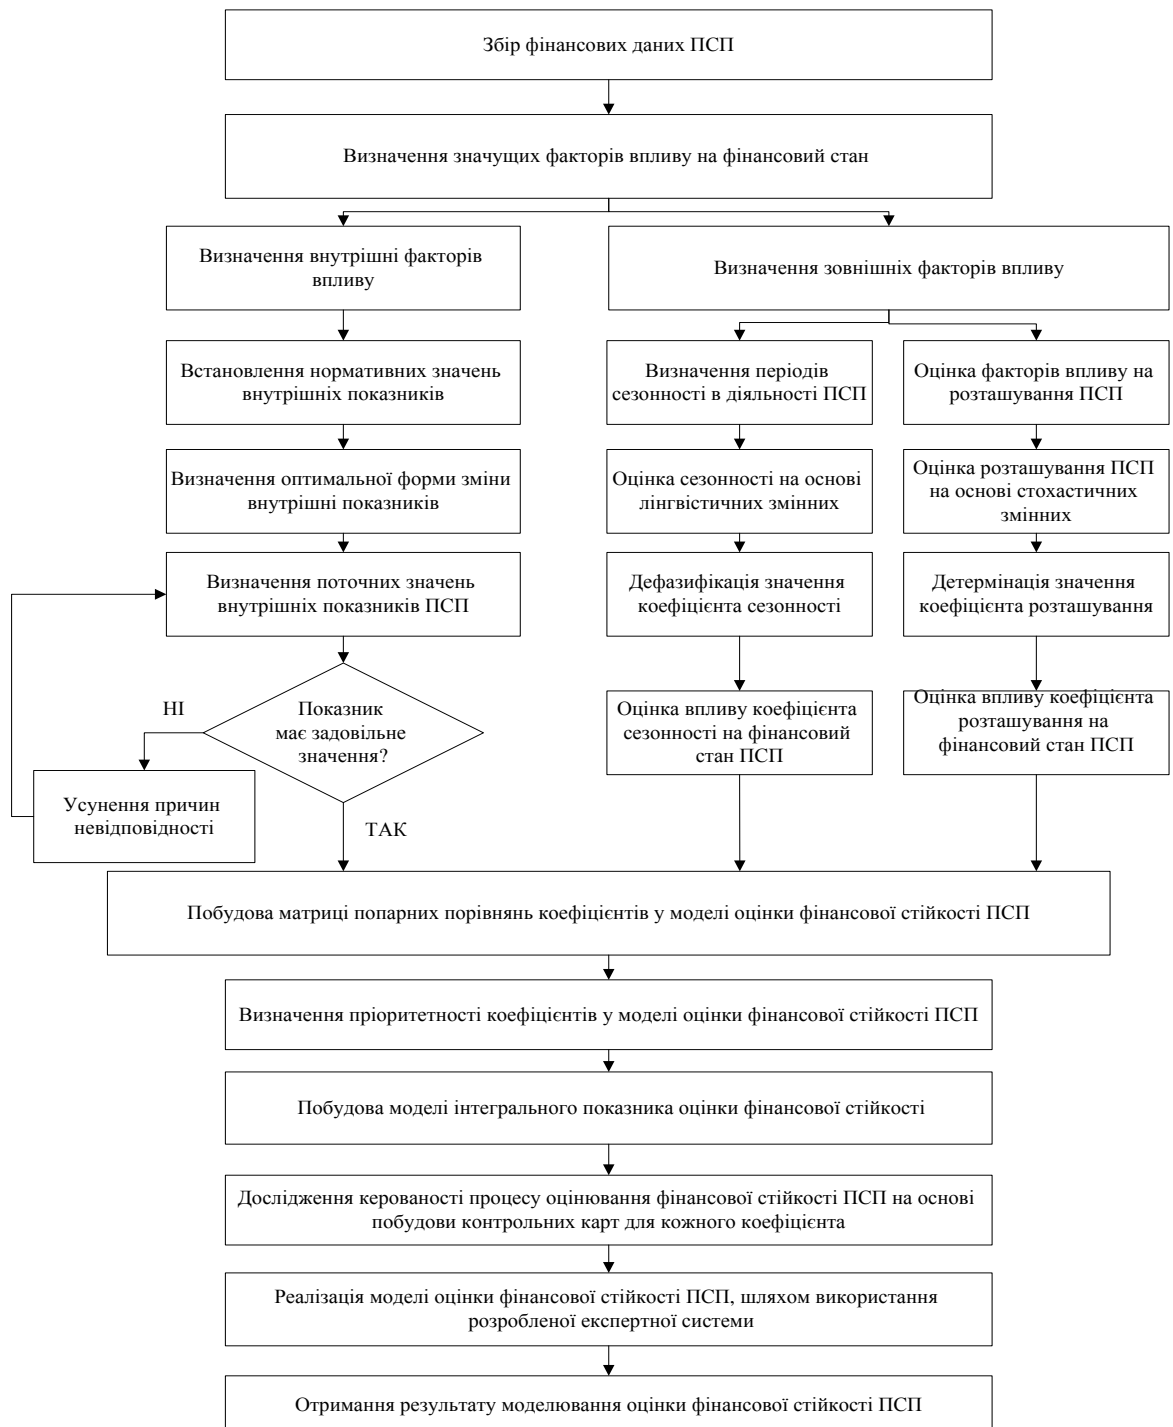 Збір фінансових даних ПСП
Визначення значущих факторів впливу на фінансовий стан
Визначення внутрішні факторів
впливу
Визначення зовнішніх факторів впливу
Встановлення нормативних значень
внутрішніх показників
Визначення періодів
сезонності в діяльності ПСП
Оцінка факторів впливу на
розташування ПСП
Визначення оптимальної форми зміни
внутрішні показників
Оцінка сезонності на основі
лінгвістичних змінних
Оцінка розташування ПСП
на основі стохастичних
змінних
Визначення поточних значень
внутрішніх показників ПСП
Дефазифікація значення
коефіцієнта сезонності
Детермінація значення
коефіцієнта розташування
НІ
Показник
має задовільне
значення?
Оцінка впливу коефіцієнта
сезонності на фінансовий
стан ПСП
Оцінка впливу коефіцієнта
розташування на
фінансовий стан ПСП
Усунення причин
невідповідності
ТАК
Побудова матриці попарних порівнянь коефіцієнтів у моделі оцінки фінансової стійкості ПСП
Визначення пріоритетності коефіцієнтів у моделі оцінки фінансової стійкості ПСП
Побудова моделі інтегрального показника оцінки фінансової стійкості
Дослідження керованості процесу оцінювання фінансової стійкості ПСП на основі
побудови контрольних карт для кожного коефіцієнта
Реалізація моделі оцінки фінансової стійкості ПСП, шляхом використання
розробленої експертної системи
Отримання результату моделювання оцінки фінансової стійкості ПСП